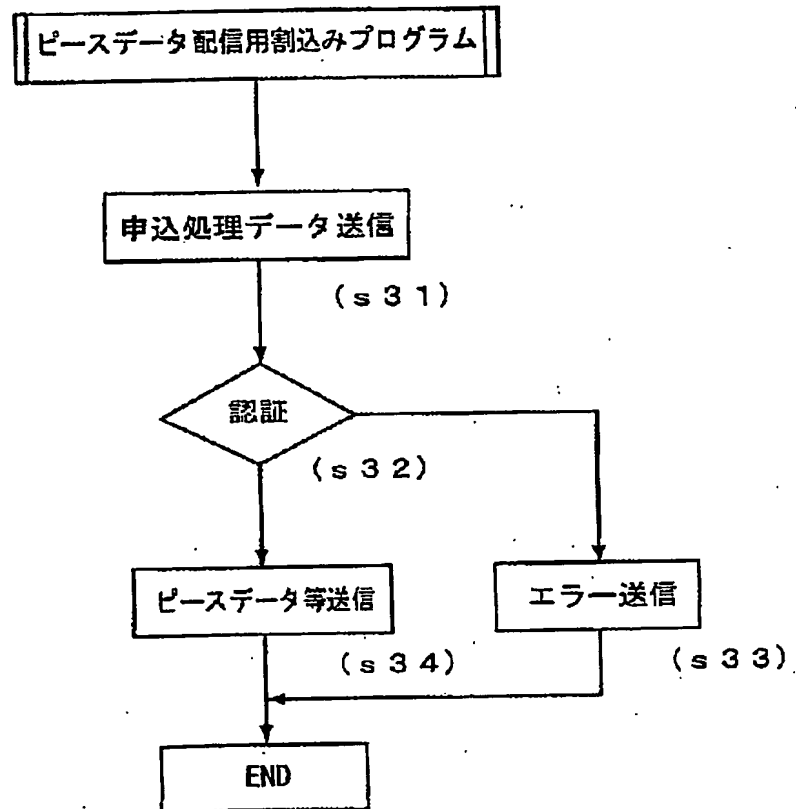 ピースデータ配信用割込みプログラム
申込処理データ送信
(s31)
認証
(s32)
ピースデータ等送信
エラー送信
(s34)
(s33)
END